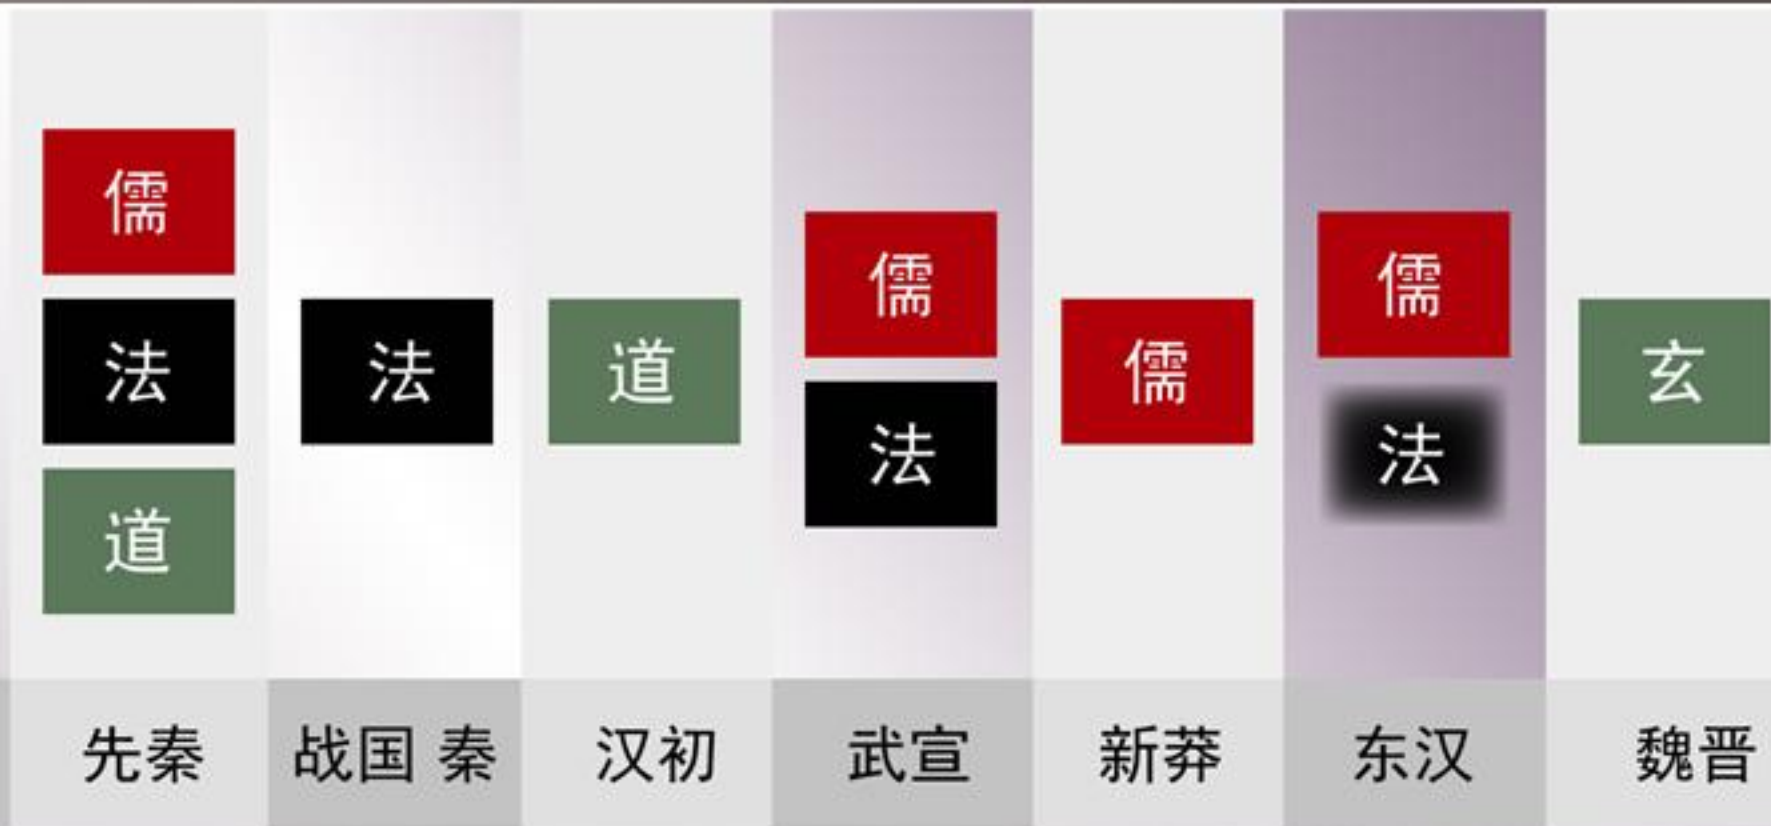 儒
法
道
法
道
儒
法
儒
儒
法
玄
先秦 战国 秦 汉初 武宣 新莽 东汉 魏晋